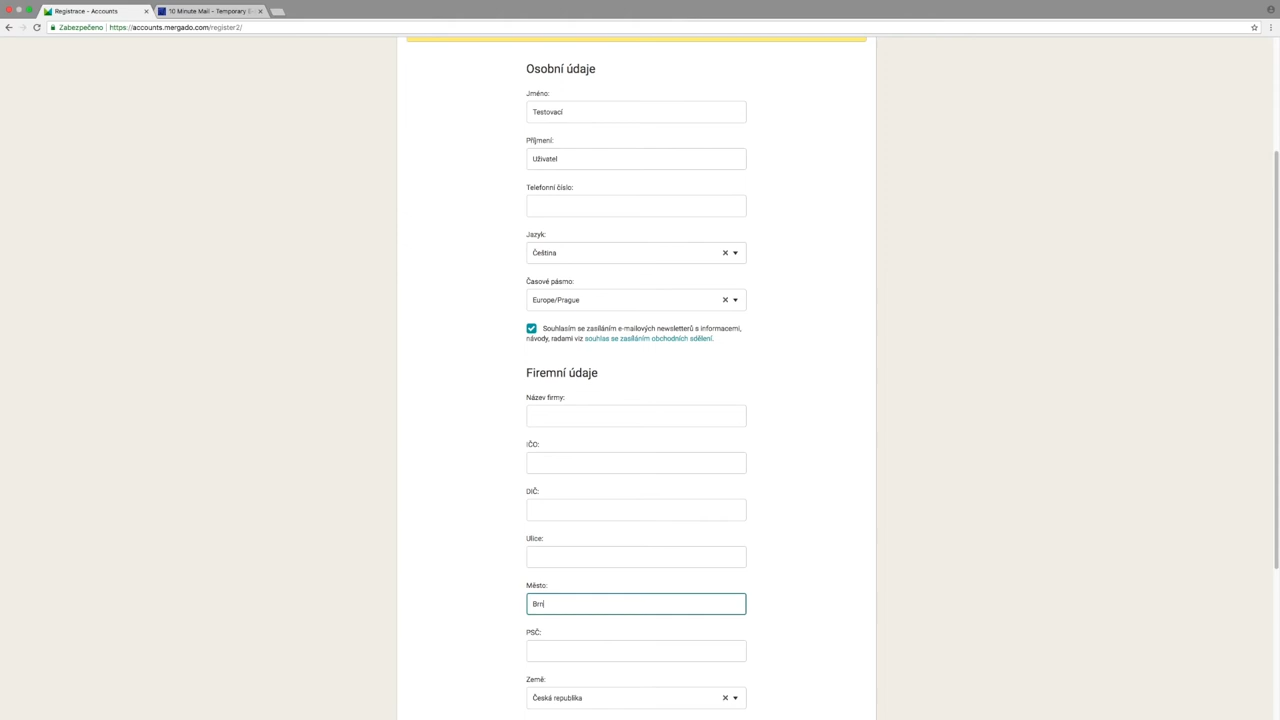 Registrace - Accounts
10 Minute Mail - Temporary
Zabezpečeno
https://accounts.mergado.com/register2/
Osobní údaje
Jméno:
Testovací
Příjmení:
Uživatel
Telefonní číslo:
Jazyk:
Čeština
Časové pásmo:
Europe/Prague
Souhlasím se zasíláním e-mailových newsletterů s informacemi,
návody, radami viz souhlas se zasíláním obchodních sdělení.
Firemní údaje
Název firmy:
IČO:
DIČ:
Ulice:
Město:
Brn
PSČ:
Země:
Česká republika